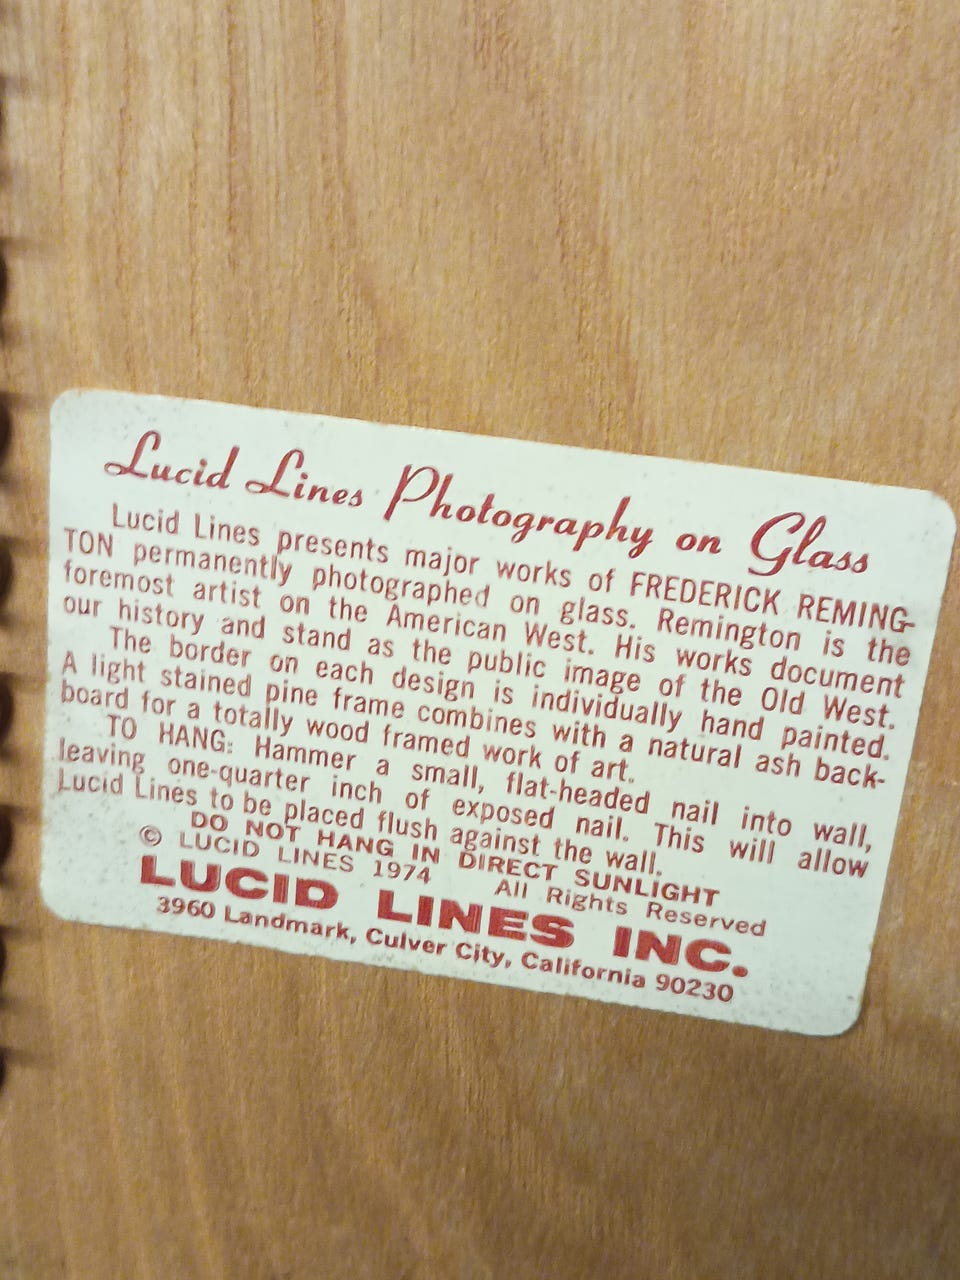 Lucid Lines Photography on Glass
Lucid Lines presents major works of FREDERICK REMING-
TON permanently photographed on glass. Remington is the
foremost artist on the American West. His works document
our history and stand as the public image of the Old West.
The border on each design is individually hand painted.
A light stained pine frame combines with a natural ash back-
board for a totally wood framed work of art.
TO HANG: Hammer a small, flat-headed nail into wall,
leaving one-quarter inch of exposed nail. This will allow
Lucid Lines to be placed flush against the wall.
DO NOT HANG IN DIRECT SUNLIGHT
© LUCID LINES 1974 All Rights Reserved
LUCID LINES INC.
3960 Landmark, Culver City, California 90230